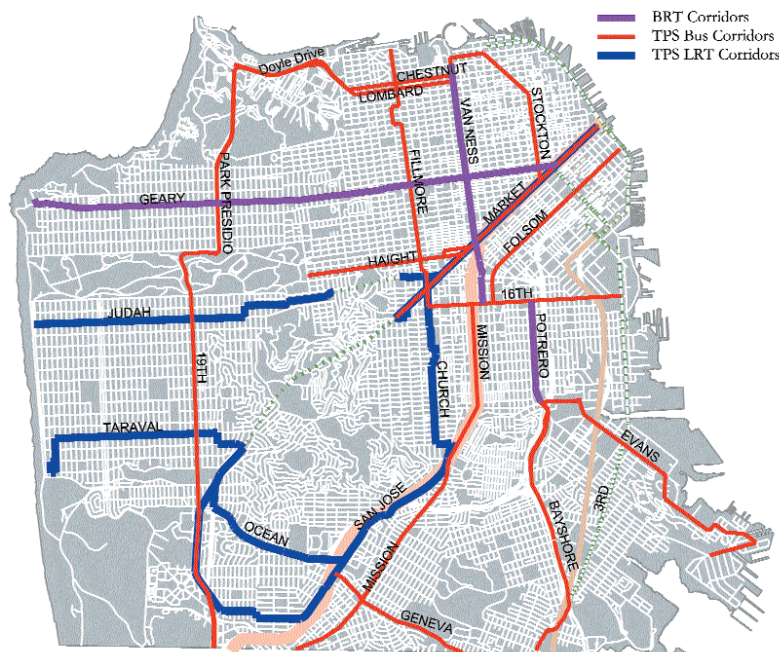 BRT Corridors
TPS Bus Corridors
TPS LRT Corridors
Doyle Drive
CHESTNUT
LOMBARD
STOCKTON
VAN NESS
PARK PRESIDIO
FILLMORE
GEARY
MARKET
FOLSOM
HAIGHT
16TH
JUDAH
POTRERO
MISSION
19TH
CHURCH
TARAVAL
EVANS
SAN JOSE
3RD
OCEAN
BAYSHORE
MISSION
GENEVA